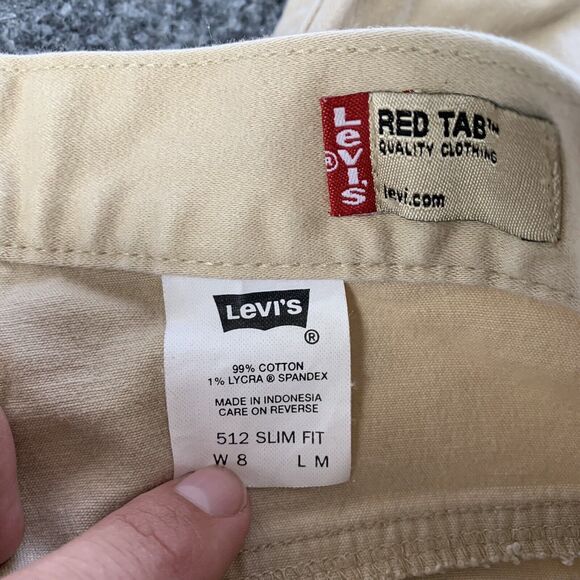 Levi's
®
RED TAB™
QUALITY CLOTHING
levi.com
LEVI'S
®
99% COTTON
1% LYCRA ® SPANDEX
MADE IN INDONESIA
CARE ON REVERSE
512 SLIM FIT
W 8 L M